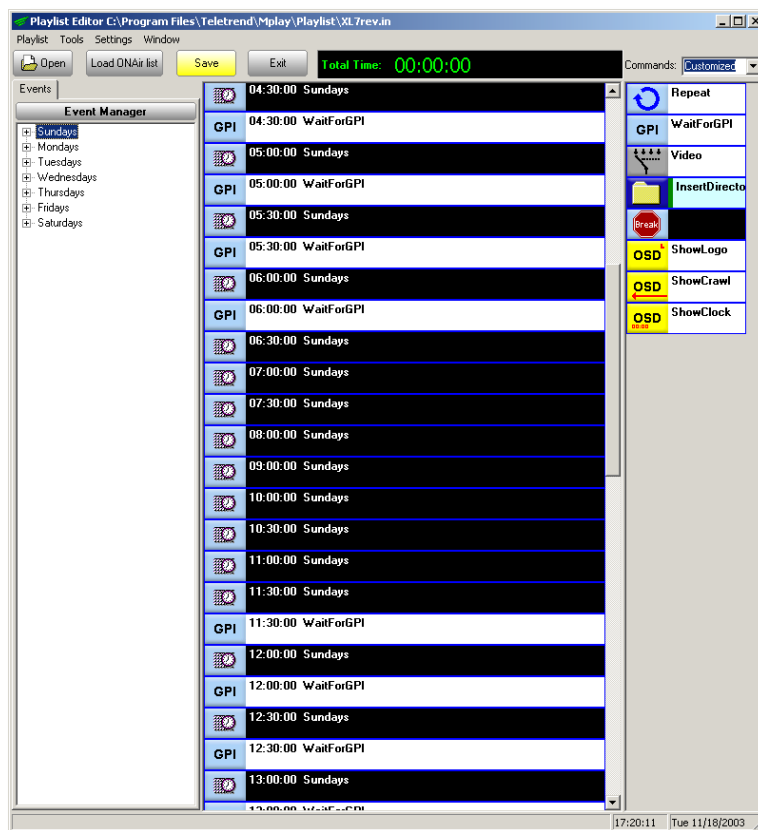 Playlist Editor C:\Program Files\Teletrend\Mplay\Playlist\XL7rev.in
Playlist Tools Settings Window
Open Load ONAir list Save Exit Total Time: 00:00:00 Commands: Customized
Events
Event Manager
Sundays
Mondays
Tuesdays
Wednesdays
Thursdays
Fridays
Saturdays
04:30:00 Sundays
GPI 04:30:00 WaitForGPI
05:00:00 Sundays
GPI 05:00:00 WaitForGPI
05:30:00 Sundays
GPI 05:30:00 WaitForGPI
06:00:00 Sundays
GPI 06:00:00 WaitForGPI
06:30:00 Sundays
07:00:00 Sundays
07:30:00 Sundays
08:00:00 Sundays
09:00:00 Sundays
10:00:00 Sundays
10:30:00 Sundays
11:00:00 Sundays
11:30:00 Sundays
GPI 11:30:00 WaitForGPI
12:00:00 Sundays
GPI 12:00:00 WaitForGPI
12:30:00 Sundays
GPI 12:30:00 WaitForGPI
13:00:00 Sundays
13:00:00 WaitForGPI
Repeat
GPI WaitForGPI
Video
InsertDirecto
Break
OSD ShowLogo
OSD ShowCrawl
OSD 00:00 ShowClock
17:20:11 Tue 11/18/2003